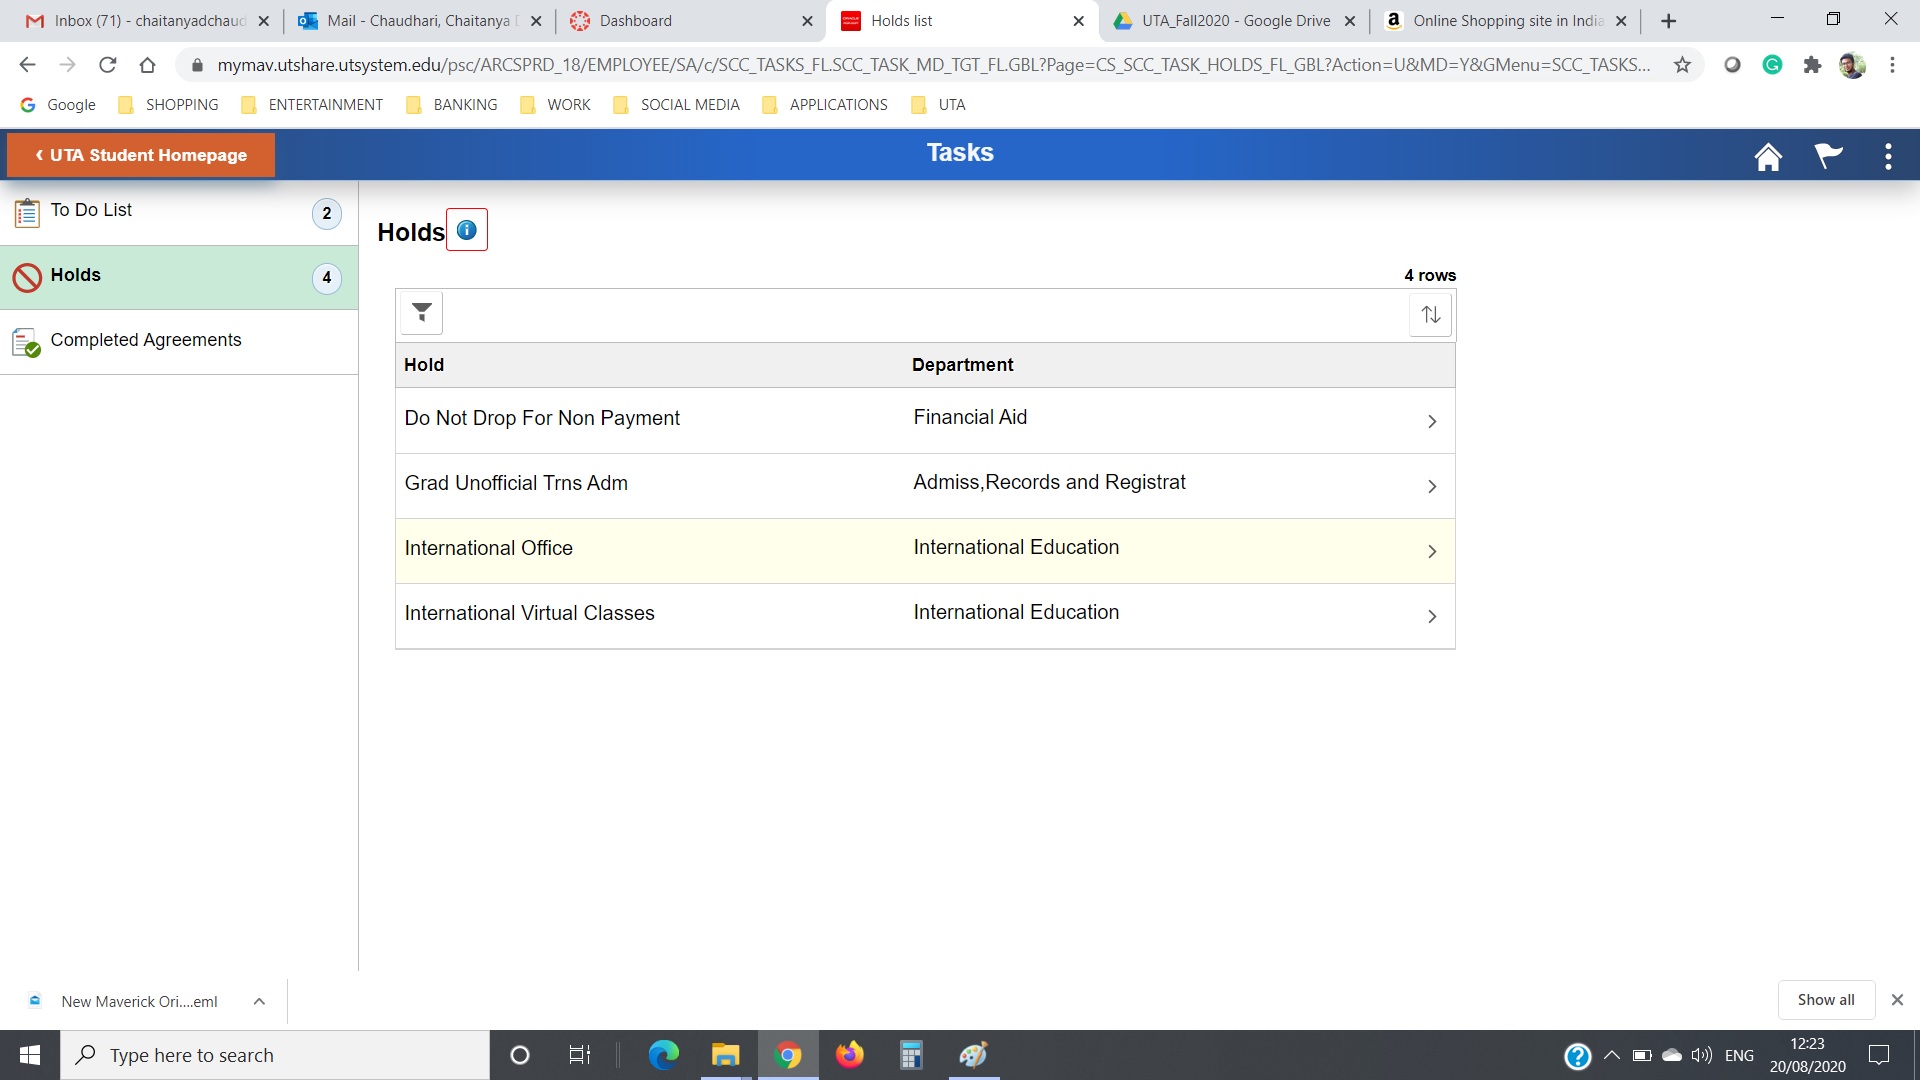 Inbox (71) - chaitanyadchaud
Mail - Chaudhari, Chaitanya D
Dashboard
Holds list
UTA_Fall2020 - Google Drive
Online Shopping site in India
mymav.utshare.utsystem.edu/psc/ARCSPRD_18/EMPLOYEE/SA/c/SCC_TASKS_FL.SCC_TASK_MD_TGT_FL.GBL?Page=CS_SCC_TASK_HOLDS_FL_GBL?Action=U&MD=Y&GMenu=SCC_TASKS...
Google
SHOPPING
ENTERTAINMENT
BANKING
WORK
SOCIAL MEDIA
APPLICATIONS
UTA
‹ UTA Student Homepage
Tasks
To Do List
2
Holds
4
Completed Agreements
Holds
4 rows
Hold Department
Do Not Drop For Non Payment Financial Aid
Grad Unofficial Trns Adm Admiss,Records and Registrat
International Office International Education
International Virtual Classes International Education
New Maverick Ori....eml
Show all
Type here to search
ENG
12:23
20/08/2020